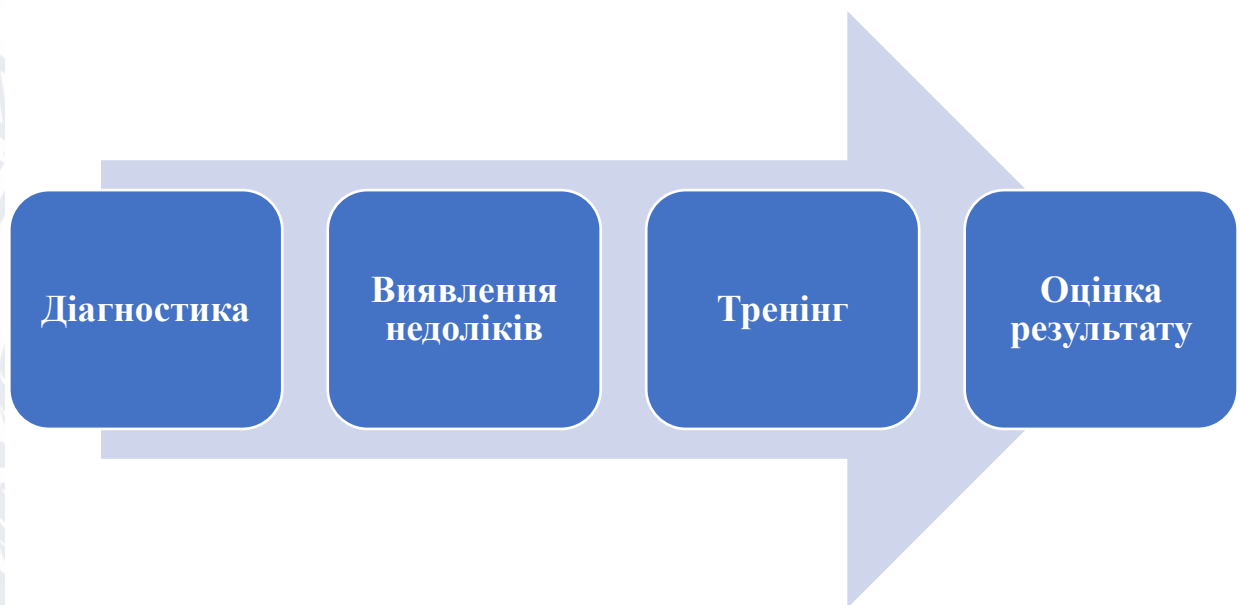 Діагностика
Виявлення
недоліків
Тренінг
Оцінка
результату